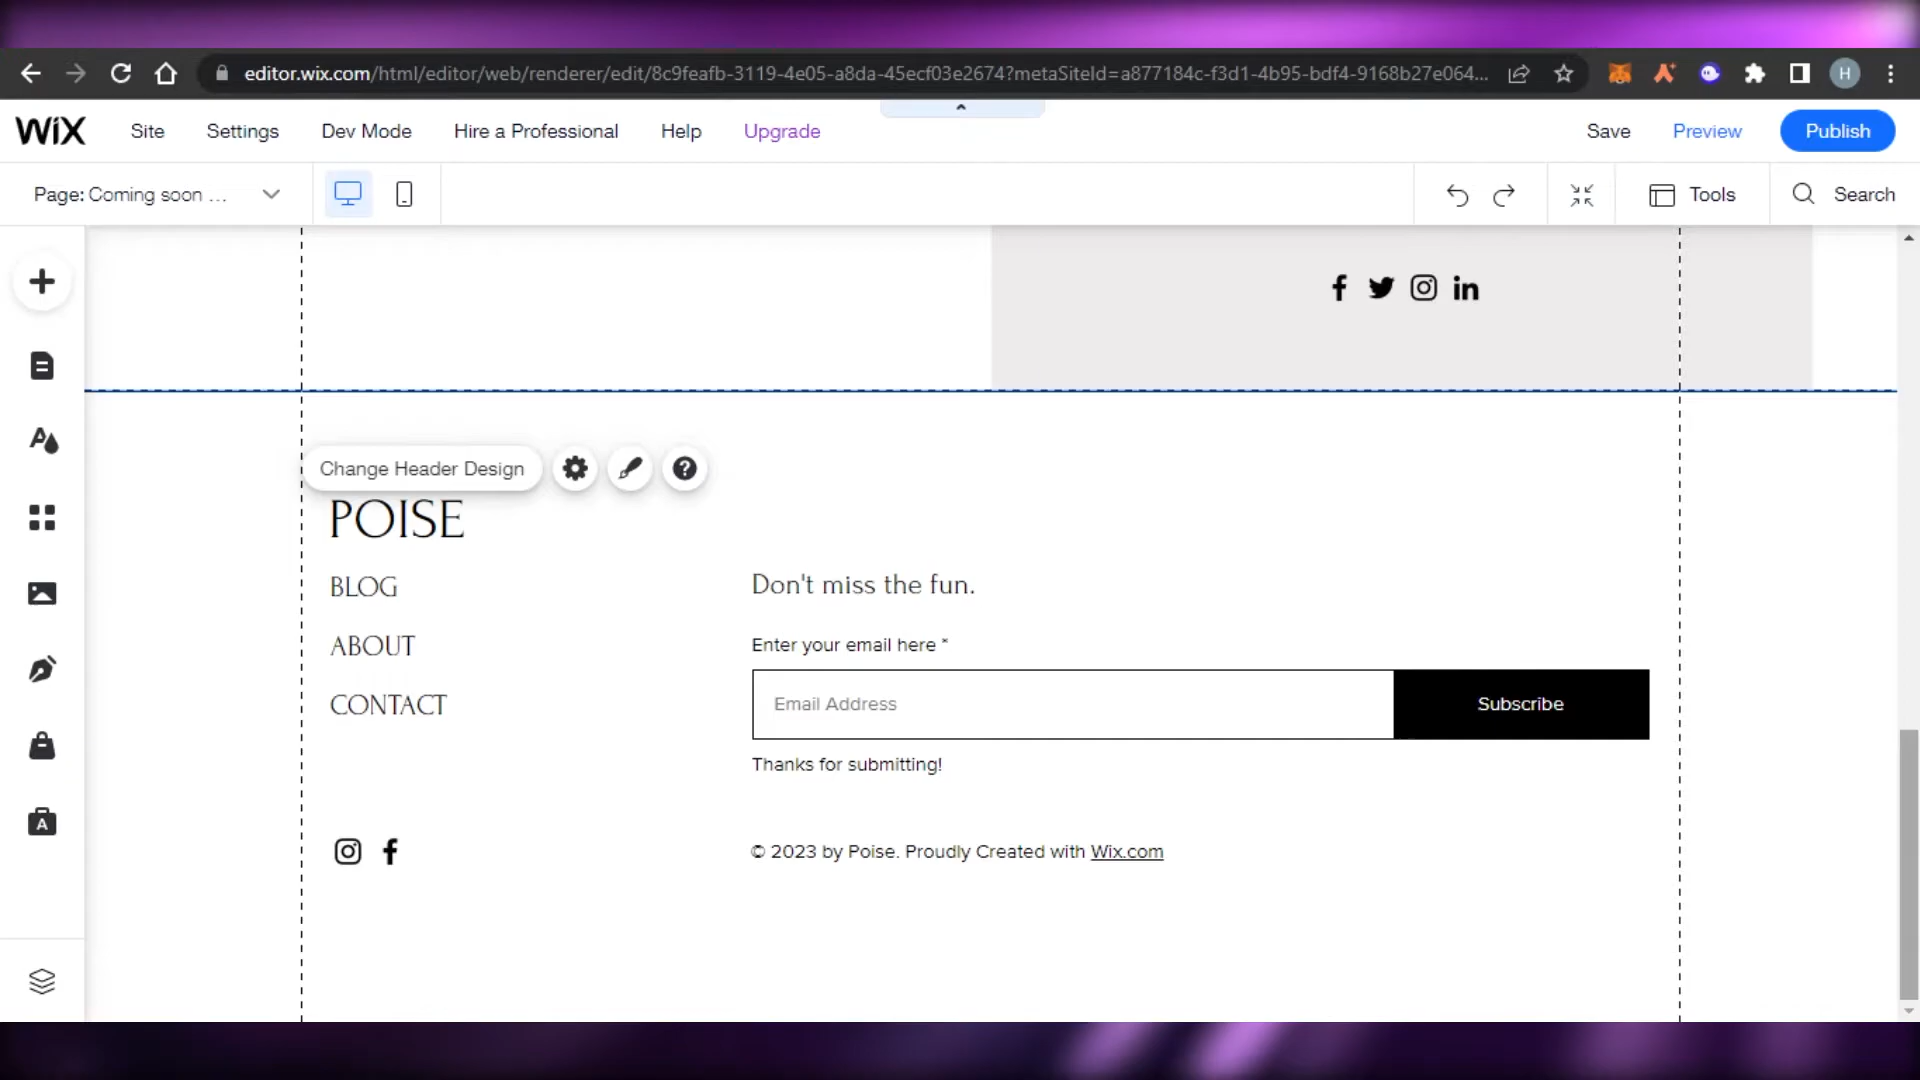 editor.wix.com/html/editor/web/renderer/edit/8c9feafb-3119-4e05-a8da-45ecf03e2674?metaSiteId=a877184c-f3d1-4b95-bdf4-9168b27e064... H
WiX Site Settings Dev Mode Hire a Professional Help Upgrade Save Preview Publish
Page: Coming soon ... Tools Search
Change Header Design
POISE
BLOG
ABOUT
CONTACT
Don't miss the fun.
Enter your email here *
Email Address Subscribe
Thanks for submitting!
© 2023 by Poise. Proudly Created with Wix.com